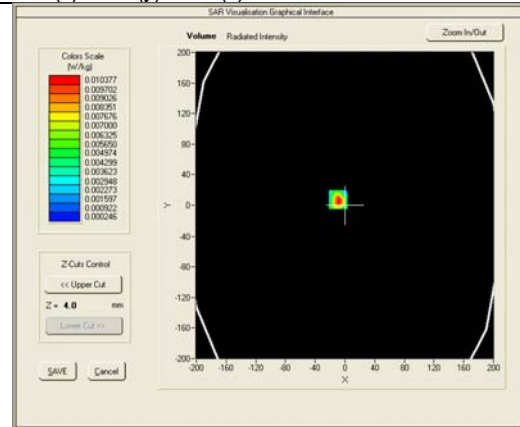 SAR Visualisation Graphical Interface
Volume Radiated Intensity
Zoom In/Out
Colors Scale
(W/kg)
0.010377
0.009702
0.009026
0.008351
0.007676
0.007000
0.006325
0.005650
0.004974
0.004299
0.003623
0.002948
0.002273
0.001597
0.000922
0.000246
Z-Cuts Control
<< Upper Cut
Z = 4.0 mm
Lower Cut >>
SAVE
Cancel
200-
160-
80-
40-
0-
-40-
-80-
-120-
-160-
-200-
Y
-200 -160 -120 -80 -40 0 40 80 120 160 200
X